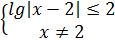 {lg|x − 2| ≤ 2
x ≠ 2